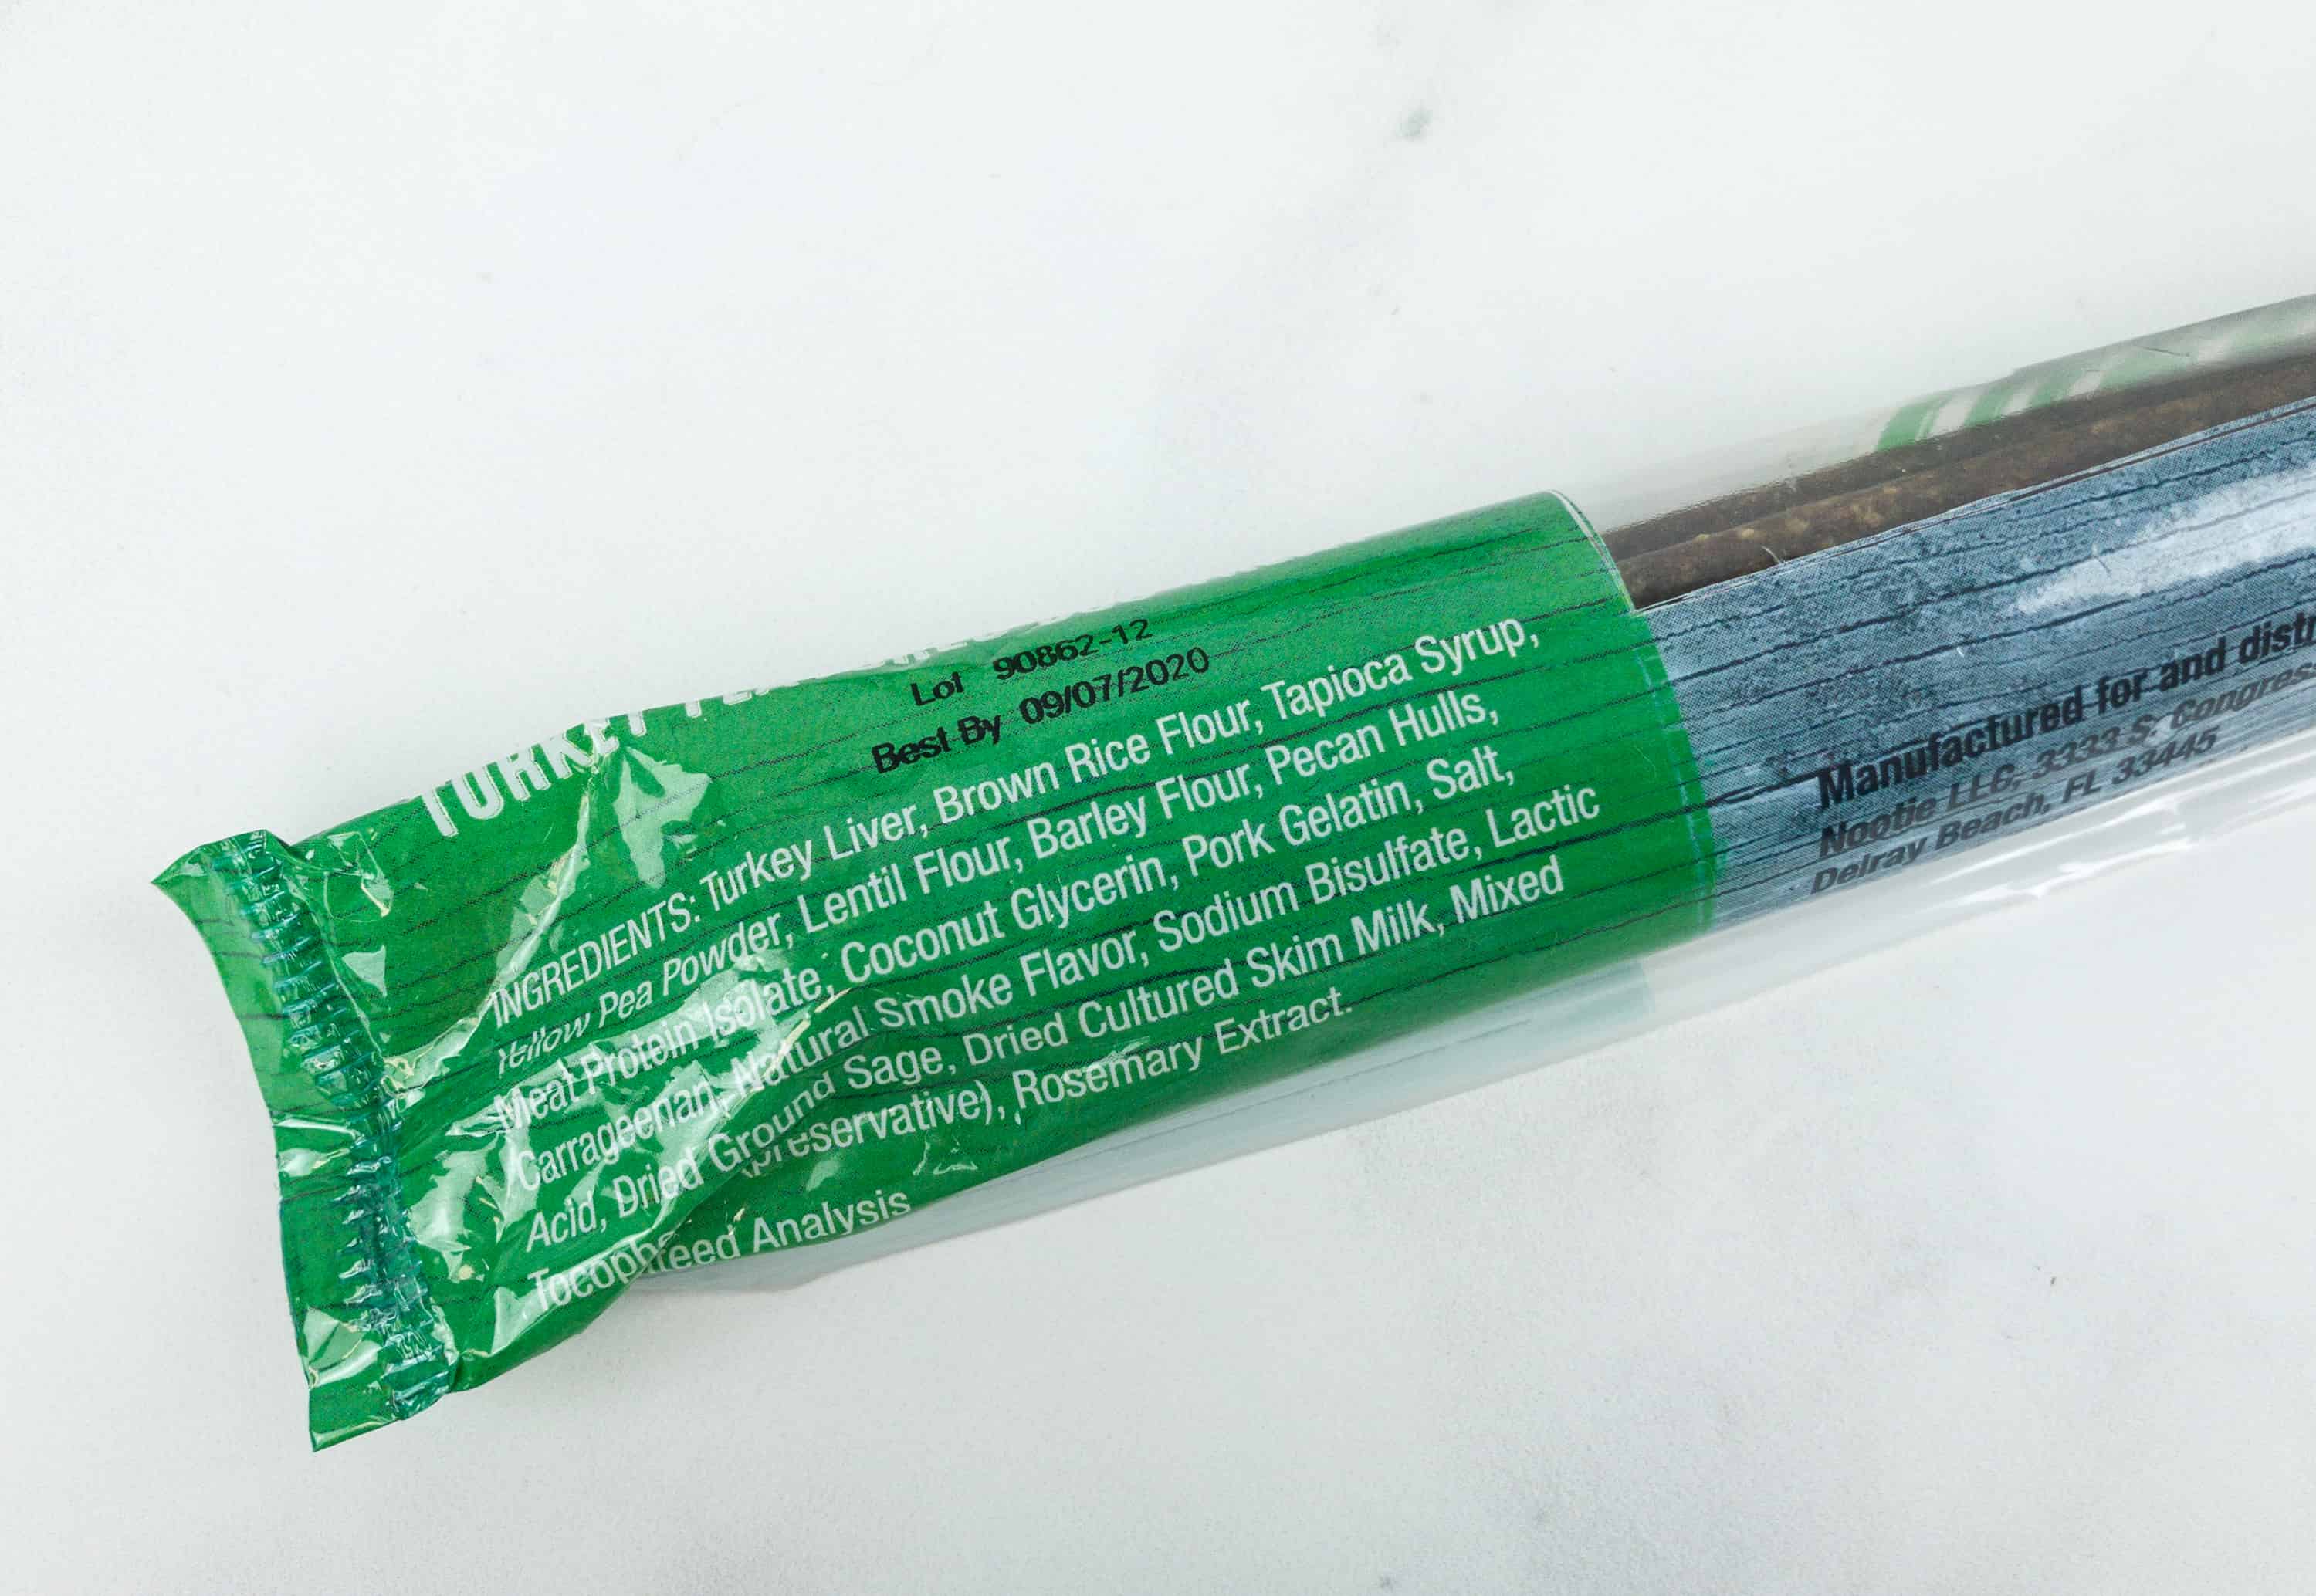 TURKEY
Lot 90862-12
Best By 09/07/2020
INGREDIENTS: Turkey Liver, Brown Rice Flour, Tapioca Syrup,
Yellow Pea Powder, Lentil Flour, Barley Flour, Pecan Hulls,
Meat Protein Isolate, Coconut Glycerin, Pork Gelatin, Salt,
Carrageenan, Natural Smoke Flavor, Sodium Bisulfate, Lactic
Acid, Dried Ground Sage, Dried Cultured Skim Milk, Mixed
(preservative), Rosemary Extract.
Analysis
Manufactured for and distr
Nootie LLC, 3333 S. Congress
Delray Beach, FL 33445